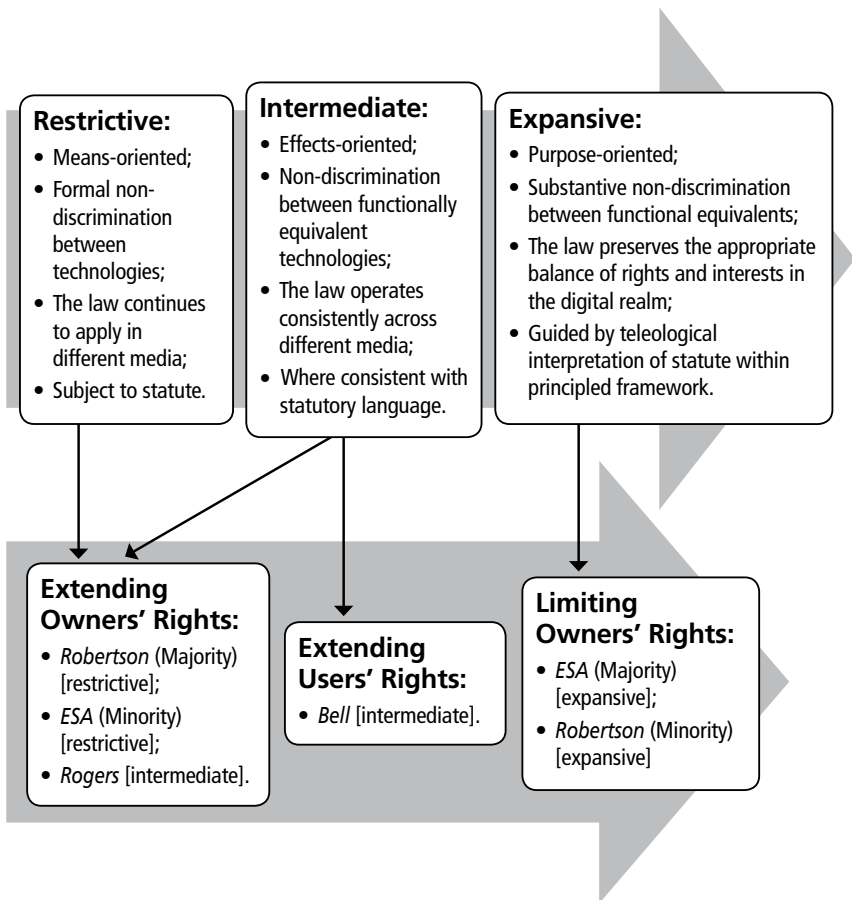 Restrictive:
• Means-oriented;
• Formal non-
discrimination
between
technologies;
• The law continues
to apply in
different media;
• Subject to statute.
Intermediate:
• Effects-oriented;
• Non-discrimination
between functionally
equivalent
technologies;
• The law operates
consistently across
different media;
• Where consistent with
statutory language.
Expansive:
• Purpose-oriented;
• Substantive non-discrimination
between functional equivalents;
• The law preserves the appropriate
balance of rights and interests in
the digital realm;
• Guided by teleological
interpretation of statute within
principled framework.
Extending
Owners’ Rights:
• Robertson (Majority)
[restrictive];
• ESA (Minority)
[restrictive];
• Rogers [intermediate].
Extending
Users’ Rights:
• Bell [intermediate].
Limiting
Owners’ Rights:
• ESA (Majority)
[expansive];
• Robertson (Minority)
[expansive]